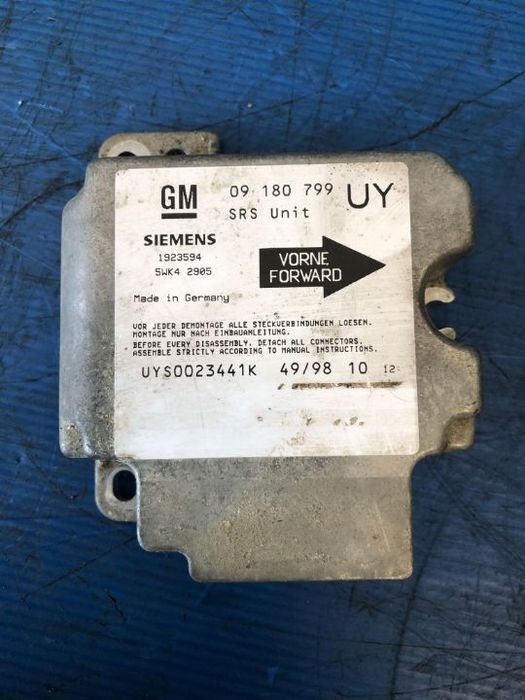 GM 09 180 799 UY
SRS Unit
SIEMENS
1923594
5WK4 2905
VORNE
FORWARD
Made in Germany
VOR JEDER DEMONTAGE ALLE STECKVERBINDUNGEN LOESEN.
MONTAGE NUR NACH EINBAUANLEITUNG.
BEFORE EVERY DISASSEMBLY, DETACH ALL CONNECTORS.
ASSEMBLE STRICTLY ACCORDING TO MANUAL INSTRUCTIONS.
UYS0023441K 49/98 10 12